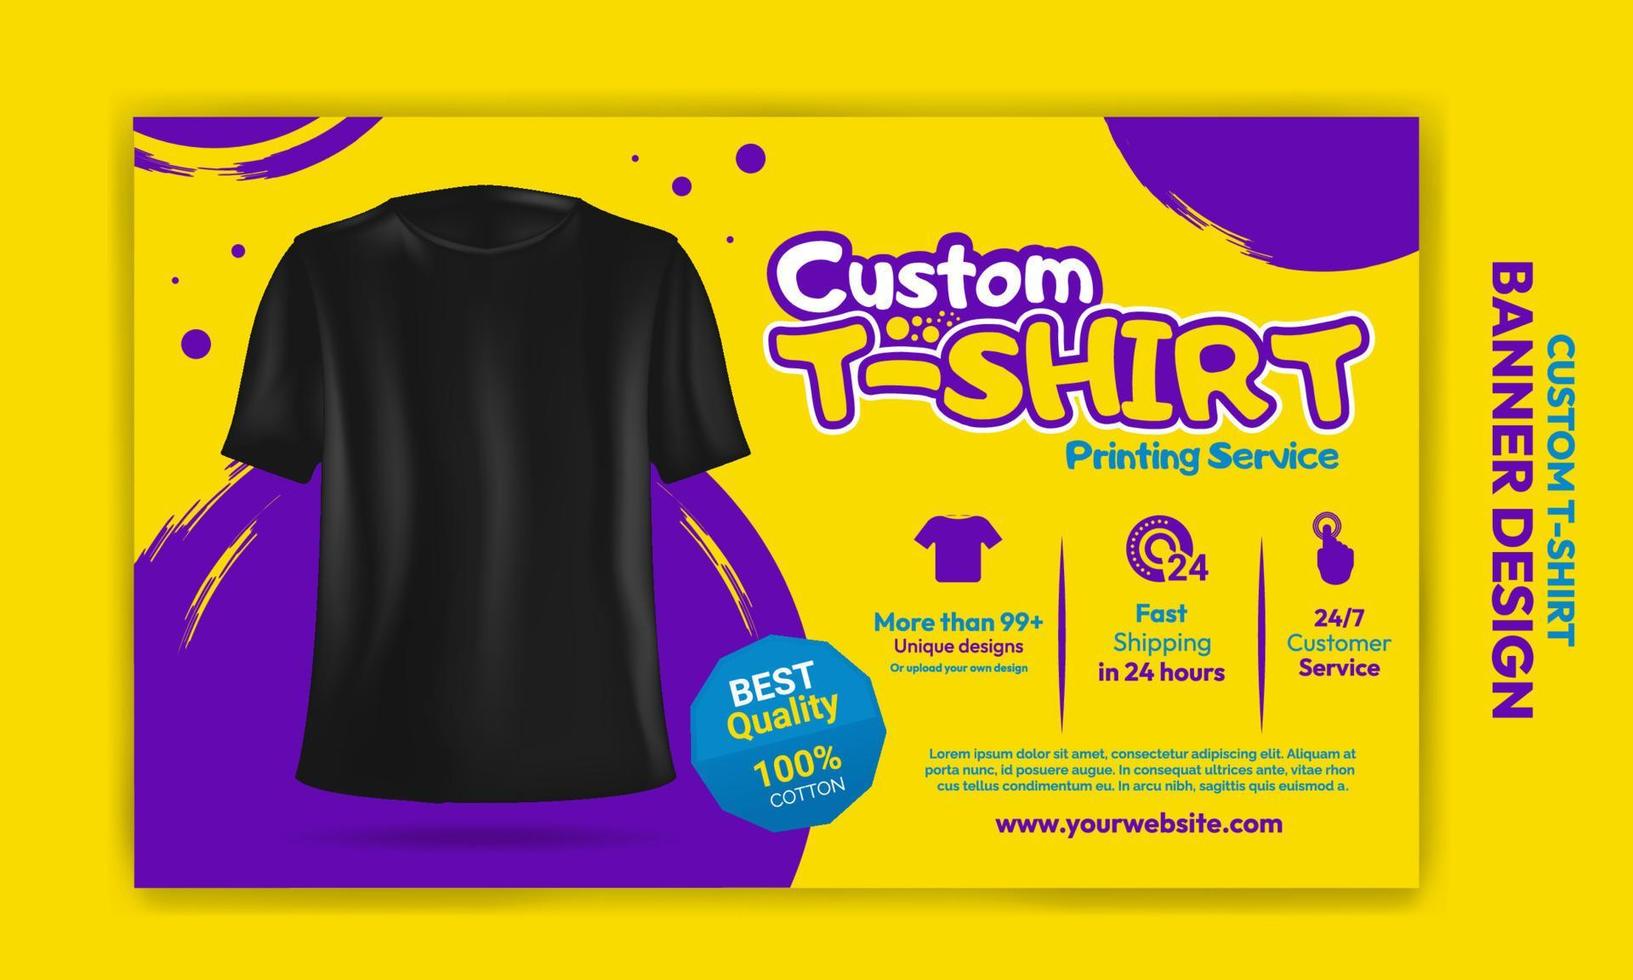 Custom
T-SHIRT
Printing Service
More than 99+
Unique designs
Or upload your own design
24
Fast
Shipping
in 24 hours
24/7
Customer
Service
BEST
Quality
100%
COTTON
Lorem ipsum dolor sit amet, consectetur adipiscing elit. Aliquam at
porta nunc, id posuere augue. In consequat ultrices ante, vitae rhon
cus tellus condimentum eu. In arcu nibh, sagittis quis euismod a.
www.yourwebsite.com
CUSTOM T-SHIRT
BANNER DESIGN